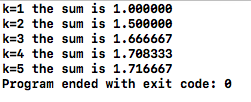 k=1 the sum is 1.000000
k=2 the sum is 1.500000
k=3 the sum is 1.666667
k=4 the sum is 1.708333
k=5 the sum is 1.716667
Program ended with exit code: 0